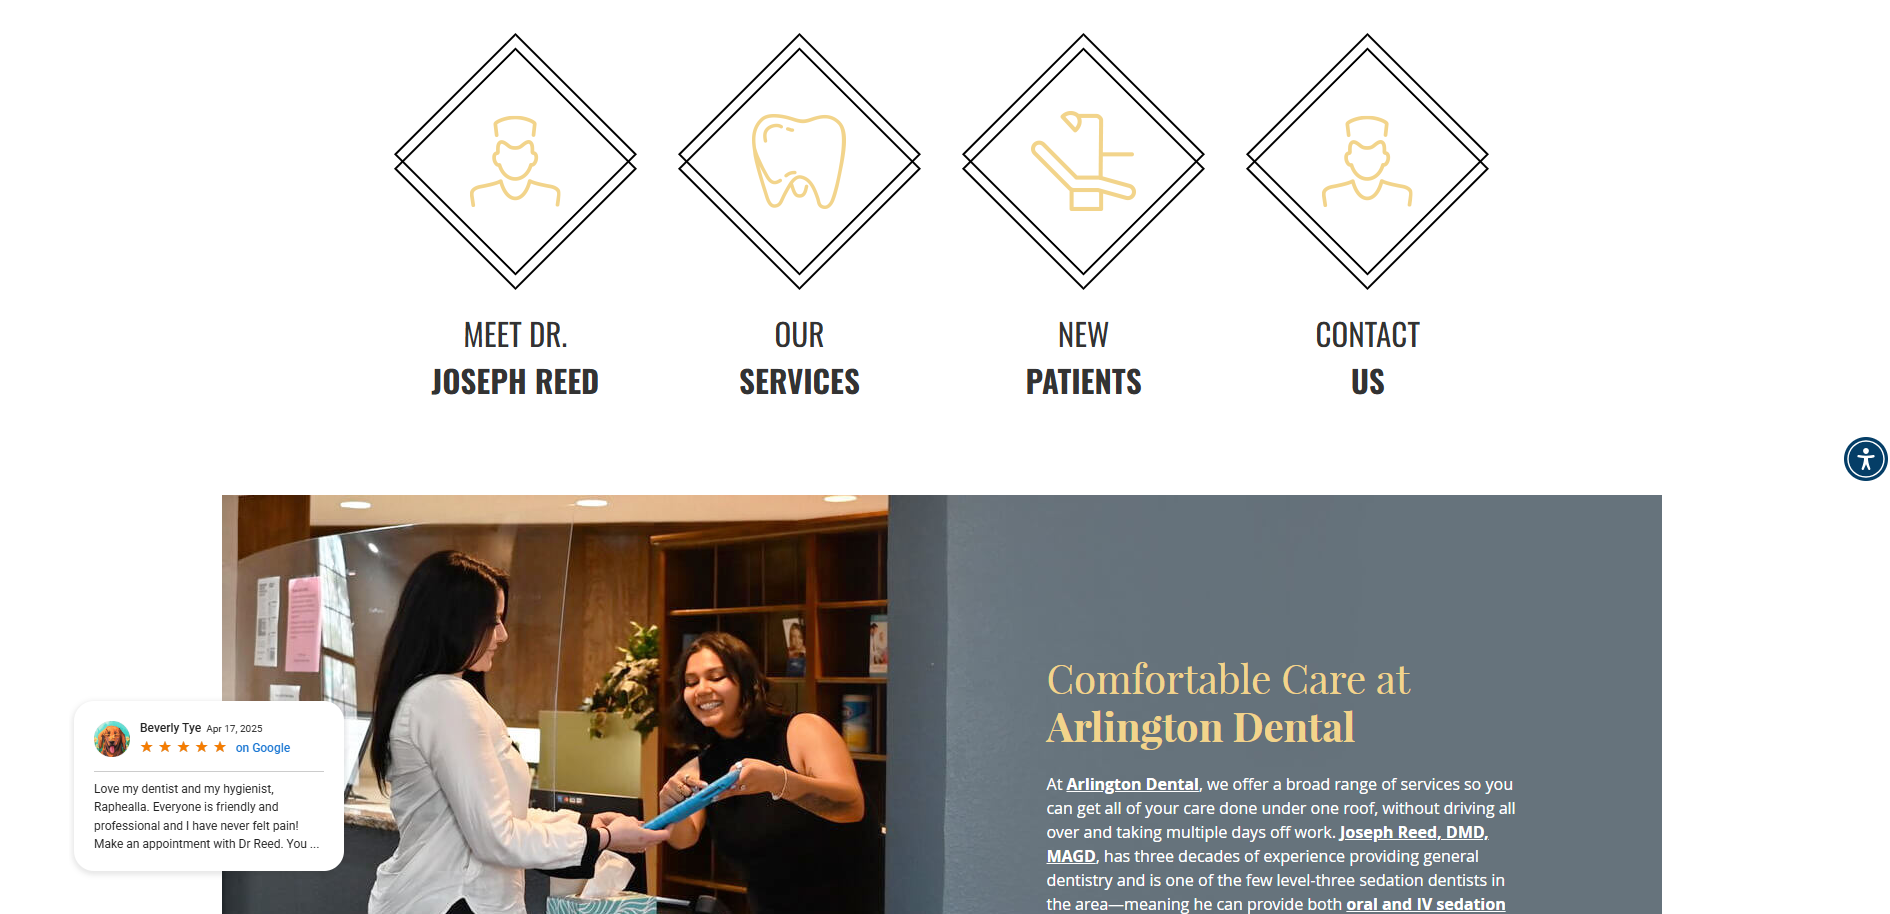 MEET DR.
JOSEPH REED
OUR
SERVICES
NEW
PATIENTS
CONTACT
US
Beverly Tye Apr 17, 2025
on Google
Love my dentist and my hygienist,
Raphealla. Everyone is friendly and
professional and I have never felt pain!
Make an appointment with Dr Reed. You ...
Comfortable Care at
Arlington Dental
At Arlington Dental, we offer a broad range of services so you
can get all of your care done under one roof, without driving all
over and taking multiple days off work. Joseph Reed, DMD,
MAGD, has three decades of experience providing general
dentistry and is one of the few level-three sedation dentists in
the area—meaning he can provide both oral and IV sedation